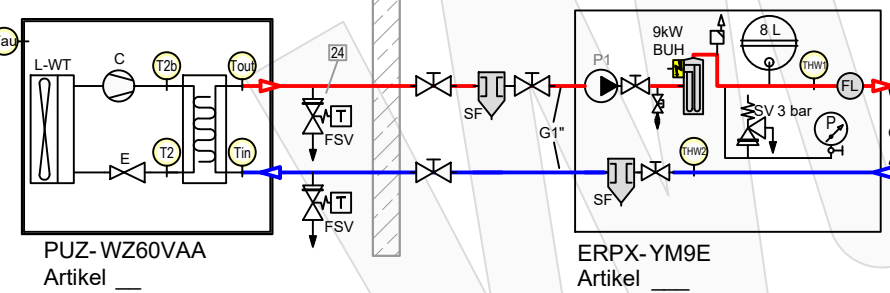 au
L-WT
C
T2b
Tout
E
T2
Tin
24
T
FSV
T
FSV
SF
G1"
P1
9kW
BUH
8 L
THW1
FL
SV 3 bar
P
SF
THW2
PUZ-WZ60VAA
Artikel __
ERPX-YM9E
Artikel ___